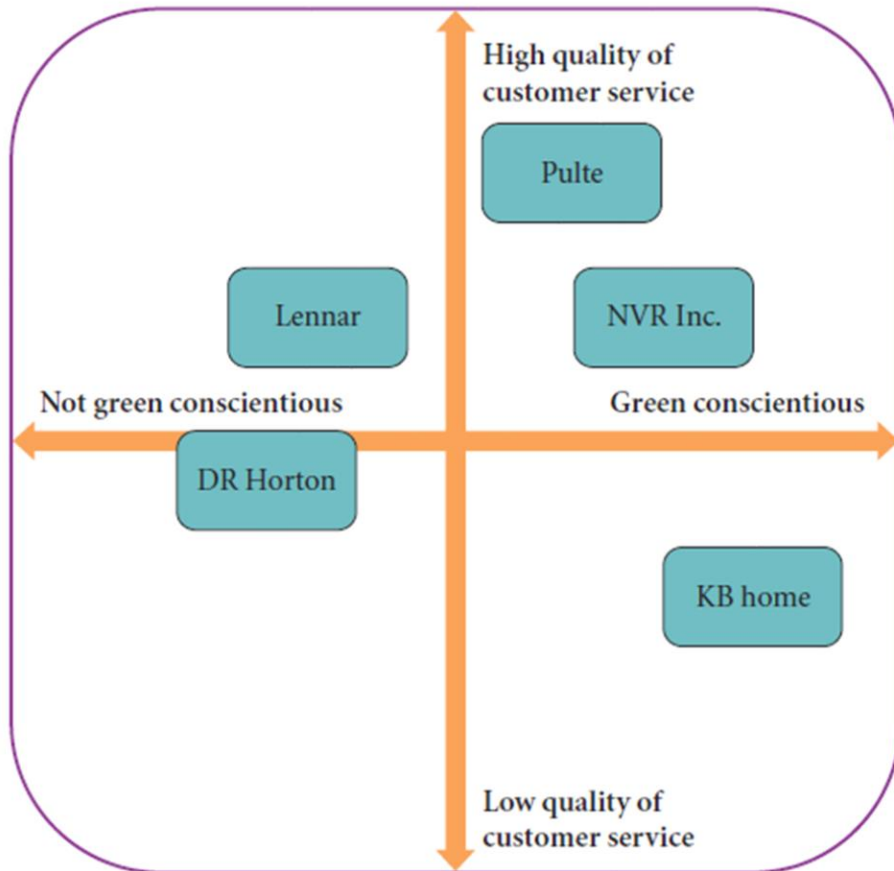 High quality of
customer service
Pulte
Lennar
NVR Inc.
Not green conscientious
Green conscientious
DR Horton
KB home
Low quality of
customer service